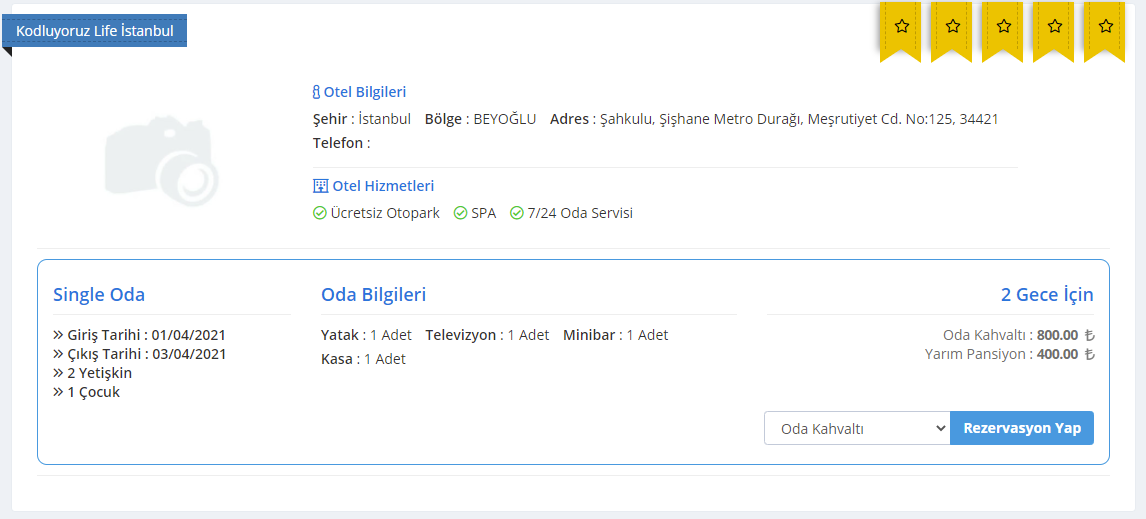 Kodluyoruz Life İstanbul
Otel Bilgileri
Şehir : İstanbul Bölge : BEYOĞLU Adres : Şahkulu, Şişhane Metro Durağı, Meşrutiyet Cd. No:125, 34421
Telefon :
Otel Hizmetleri
Ücretsiz Otopark SPA 7/24 Oda Servisi
Single Oda
» Giriş Tarihi : 01/04/2021
» Çıkış Tarihi : 03/04/2021
» 2 Yetişkin
» 1 Çocuk
Oda Bilgileri
Yatak : 1 Adet Televizyon : 1 Adet Minibar : 1 Adet
Kasa : 1 Adet
2 Gece İçin
Oda Kahvaltı : 800.00 ₺
Yarım Pansiyon : 400.00 ₺
Oda Kahvaltı
Rezervasyon Yap